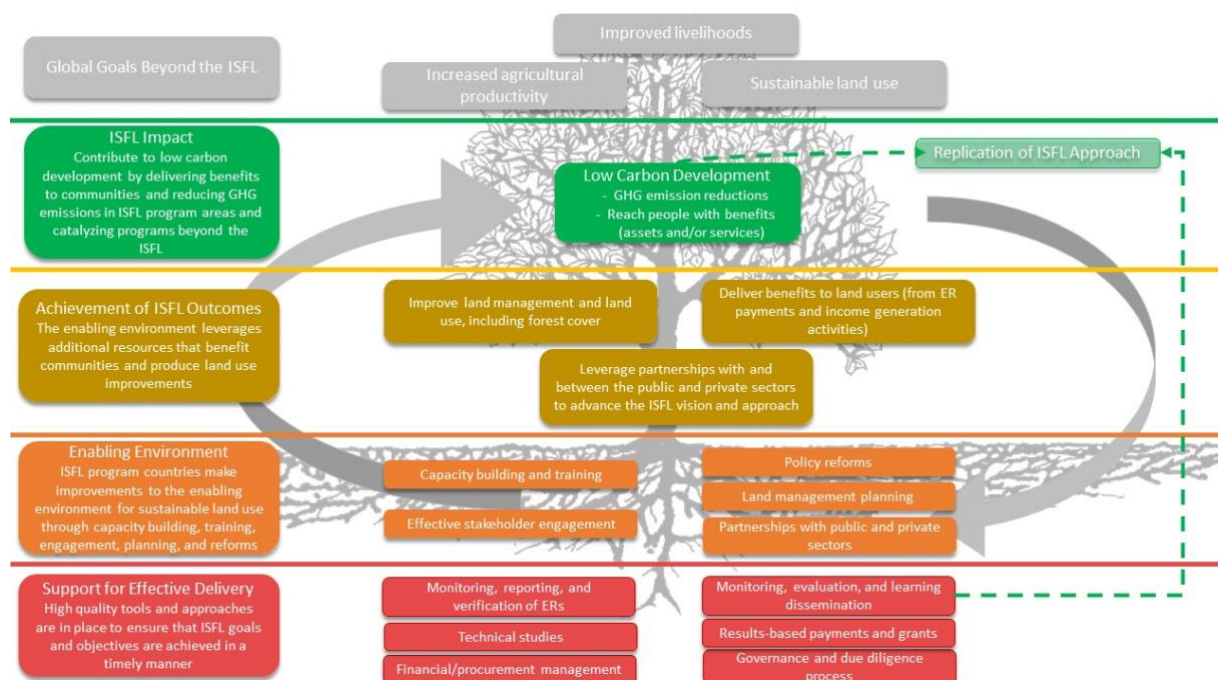 Improved livelihoods
Global Goals Beyond the ISFL
Increased agricultural
productivity
Sustainable land use
ISFL Impact
Contribute to low carbon
development by delivering benefits
to communities and reducing GHG
emissions in ISFL program areas and
catalyzing programs beyond the
ISFL
Low Carbon Development
- GHG emission reductions
- Reach people with benefits
(assets and/or services)
Replication of ISFL Approach
Achievement of ISFL Outcomes
The enabling environment leverages
additional resources that benefit
communities and produce land use
improvements
Improve land management and land
use, including forest cover
Deliver benefits to land users (from ER
payments and income generation
activities)
Leverage partnerships with and
between the public and private sectors
to advance the ISFL vision and approach
Enabling Environment
ISFL program countries make
improvements to the enabling
environment for sustainable land use
through capacity building, training,
engagement, planning, and reforms
Capacity building and training
Effective stakeholder engagement
Policy reforms
Land management planning
Partnerships with public and private
sectors
Support for Effective Delivery
High quality tools and approaches
are in place to ensure that ISFL goals
and objectives are achieved in a
timely manner
Monitoring, reporting, and
verification of ERs
Technical studies
Financial/procurement management
Monitoring, evaluation, and learning
dissemination
Results-based payments and grants
Governance and due diligence
process